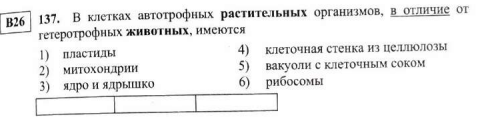 В26 137. В клетках автотрофных растительных организмов, в отличие от
гетеротрофных животных, имеются
1) пластиды 4) клеточная стенка из целлюлозы
2) митохондрии 5) вакуоли с клеточным соком
3) ядро и ядрышко 6) рибосомы